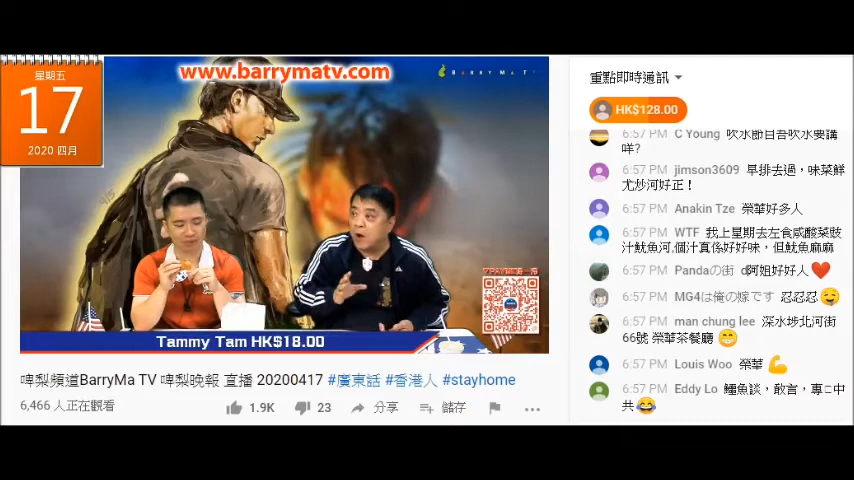 星期五
17
2020 四月
www.barrymatv.com
BARRYMATV
Tammy Tam HK$18.00
啤梨頻道BarryMa TV 啤梨晚報 直播 20200417 #廣東話 #香港人 #stayhome
6,466 人正在觀看
1.9K
23
分享
儲存
重點即時通訊
HK$128.00
6:57 PM C Young 吹水節目吾吹水要講
咩?
6:57 PM jimson3609 早排去過,味菜鮮
尤炒河好正!
6:57 PM Anakin Tze 榮華好多人
6:57 PM WTF 我上星期去左食咸酸菜豉
汁魷魚河,個汁真係好好味,但魷魚麻麻
6:57 PM Pandaの街 d阿姐好好人❤️
6:57 PM MG4は俺の嫁です 忍忍忍🤤
6:57 PM man chung lee 深水埗北河街
66號 榮華茶餐廳😁
6:57 PM Louis Woo 榮華💪
6:57 PM Eddy Lo 鱷魚談,敢言,專□中
共😂